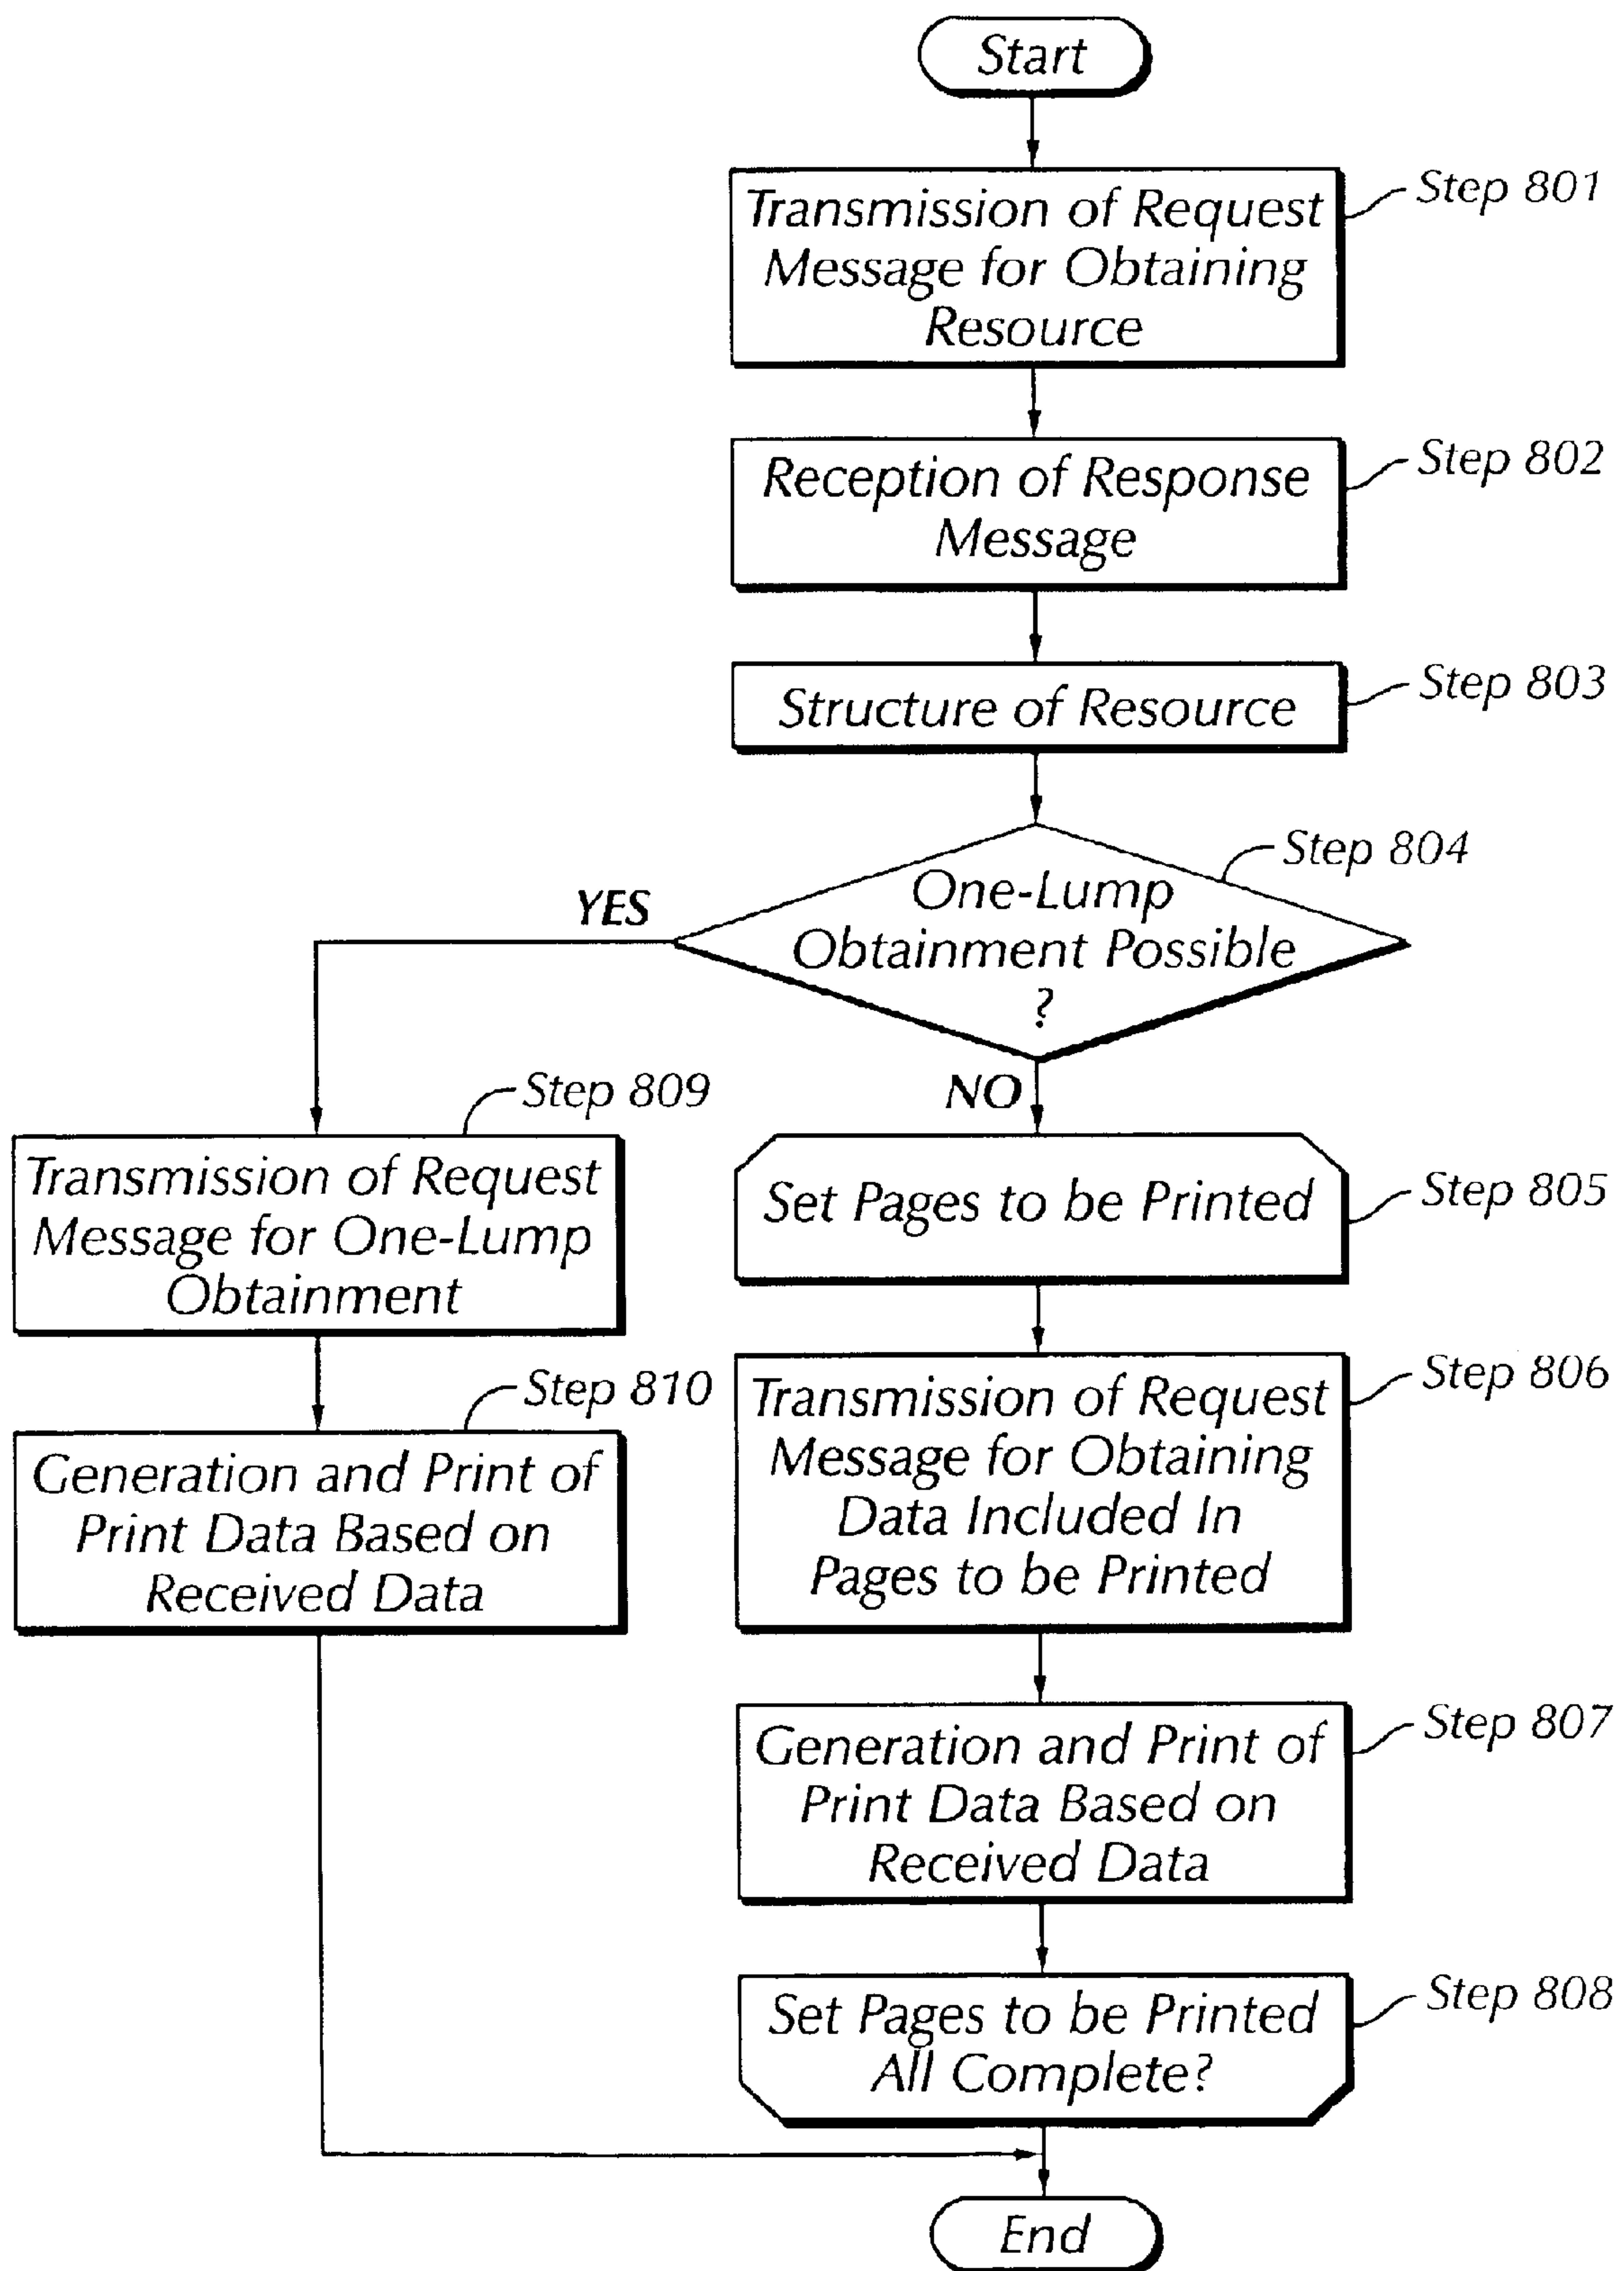 Start
Transmission of Request
Message for Obtaining
Resource
Step 801
Reception of Response
Message
Step 802
Structure of Resource
Step 803
One-Lump
Obtainment Possible
?
Step 804
YES
NO
Step 809
Transmission of Request
Message for One-Lump
Obtainment
Step 810
Generation and Print of
Print Data Based on
Received Data
Set Pages to be Printed
Step 805
Transmission of Request
Message for Obtaining
Data Included In
Pages to be Printed
Step 806
Generation and Print of
Print Data Based on
Received Data
Step 807
Set Pages to be Printed
All Complete?
Step 808
End